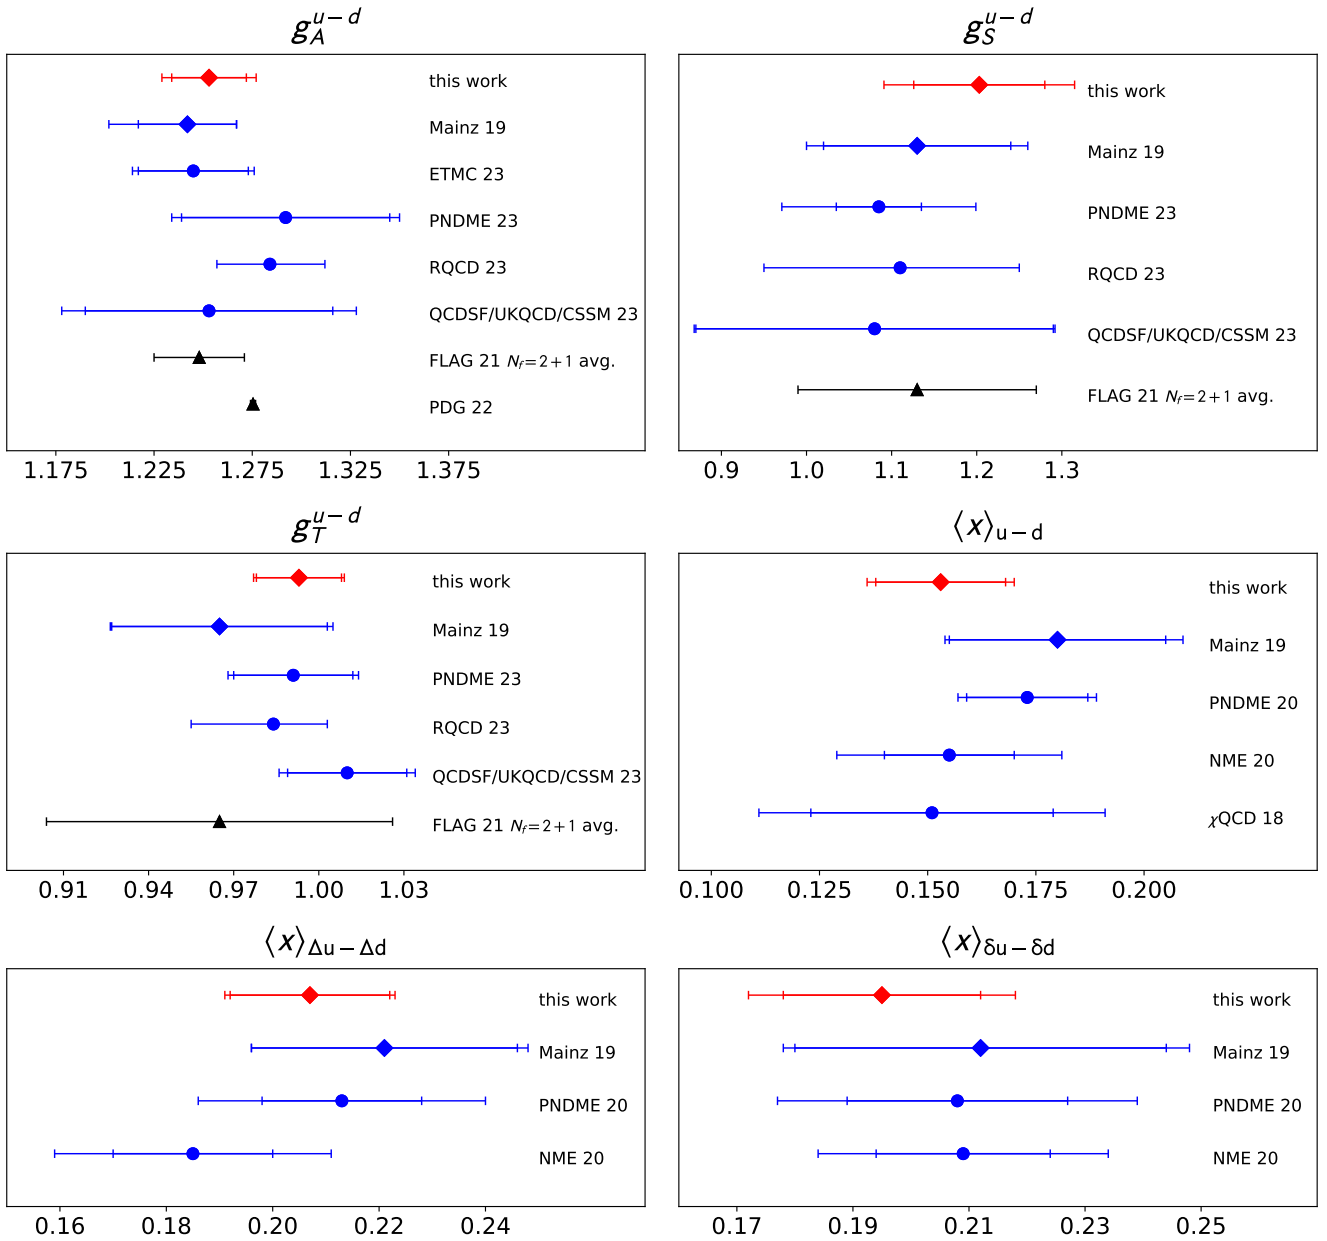 g_A^{u-d}
this work
Mainz 19
ETMC 23
PNDME 23
RQCD 23
QCDSF/UKQCD/CSSM 23
FLAG 21 N_f=2+1 avg.
PDG 22
1.175 1.225 1.275 1.325 1.375
g_S^{u-d}
this work
Mainz 19
PNDME 23
RQCD 23
QCDSF/UKQCD/CSSM 23
FLAG 21 N_f=2+1 avg.
0.9 1.0 1.1 1.2 1.3
g_T^{u-d}
this work
Mainz 19
PNDME 23
RQCD 23
QCDSF/UKQCD/CSSM 23
FLAG 21 N_f=2+1 avg.
0.91 0.94 0.97 1.00 1.03
⟨x⟩_{u-d}
this work
Mainz 19
PNDME 20
NME 20
χQCD 18
0.100 0.125 0.150 0.175 0.200
⟨x⟩_{Δu-Δd}
this work
Mainz 19
PNDME 20
NME 20
0.16 0.18 0.20 0.22 0.24
⟨x⟩_{δu-δd}
this work
Mainz 19
PNDME 20
NME 20
0.17 0.19 0.21 0.23 0.25